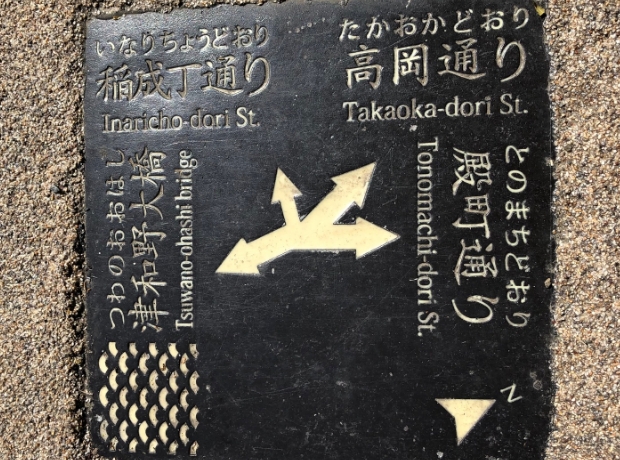 いなりちょうどおり
稲成丁通り
Inaricho-dori St.
たかおかどおり
高岡通り
Takaoka-dori St.
つわのおおはし
津和野大橋
Tsuwano-ohashi bridge
とのまちどおり
殿町通り
Tonomachi-dori St.
N